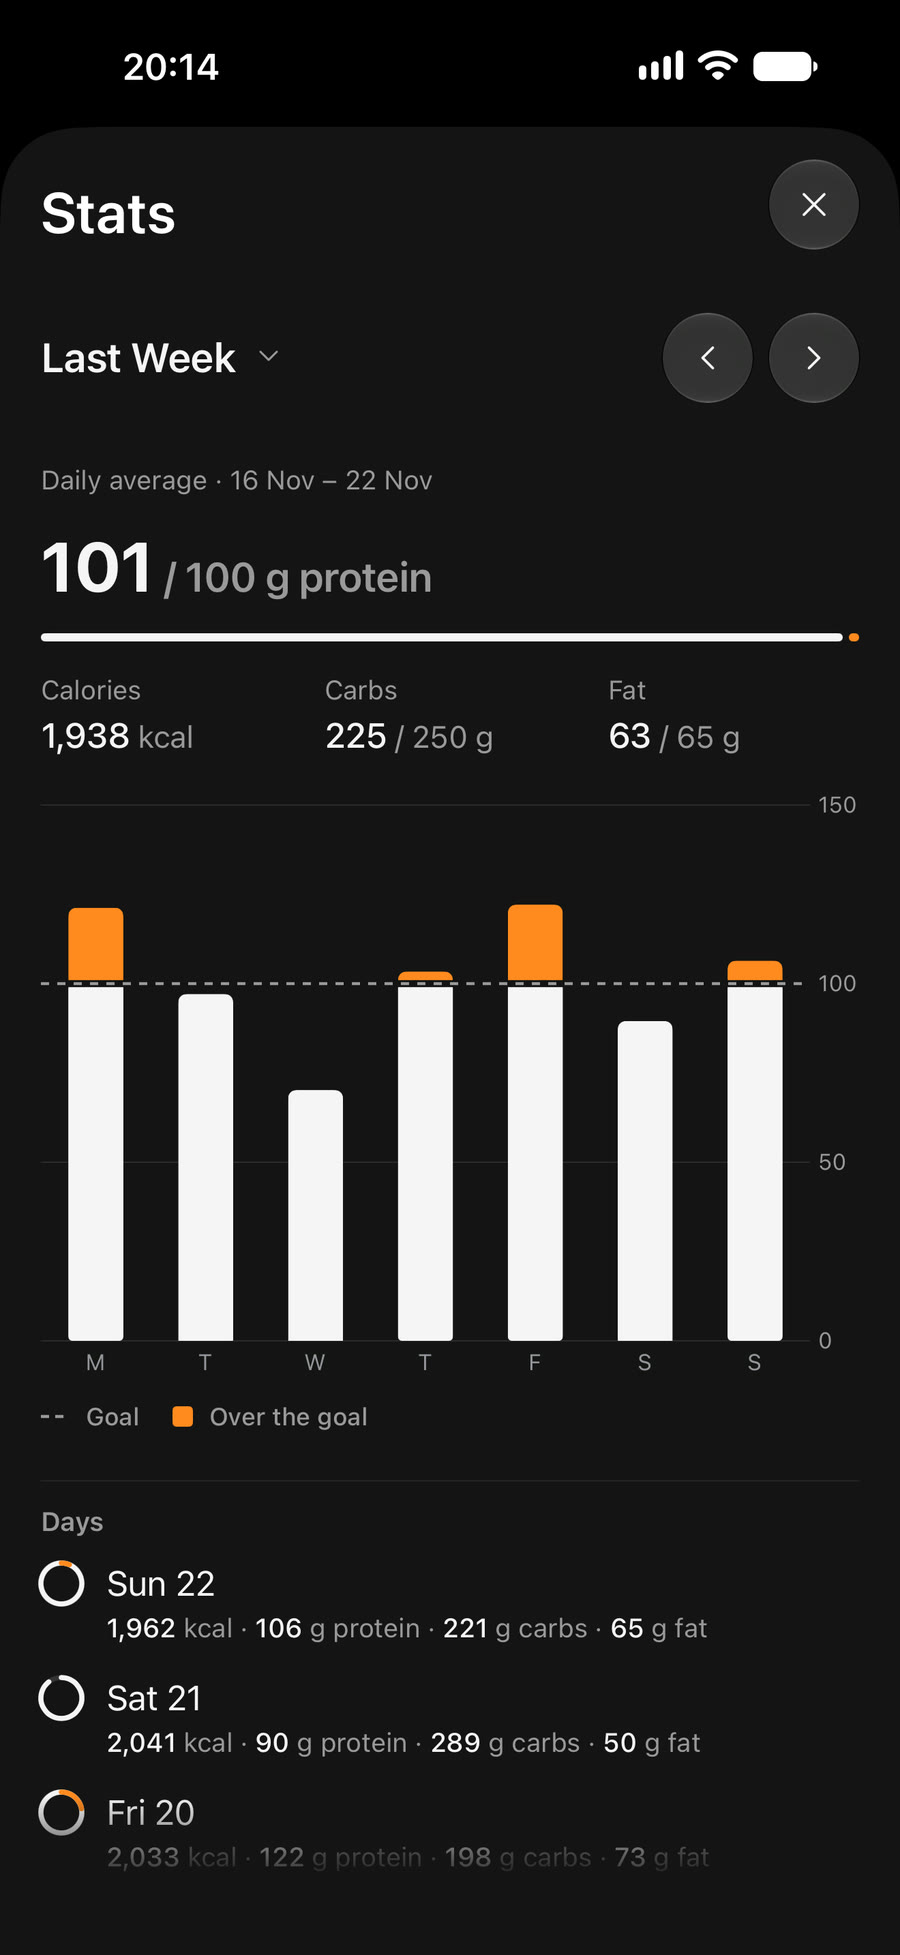 20:14
Stats
Last Week
Daily average · 16 Nov – 22 Nov
101 / 100 g protein
Calories Carbs Fat
1,938 kcal 225 / 250 g 63 / 65 g
150
100
50
0
M T W T F S S
Goal Over the goal
Days
Sun 22
1,962 kcal · 106 g protein · 221 g carbs · 65 g fat
Sat 21
2,041 kcal · 90 g protein · 289 g carbs · 50 g fat
Fri 20
2,033 kcal · 122 g protein · 198 g carbs · 73 g fat